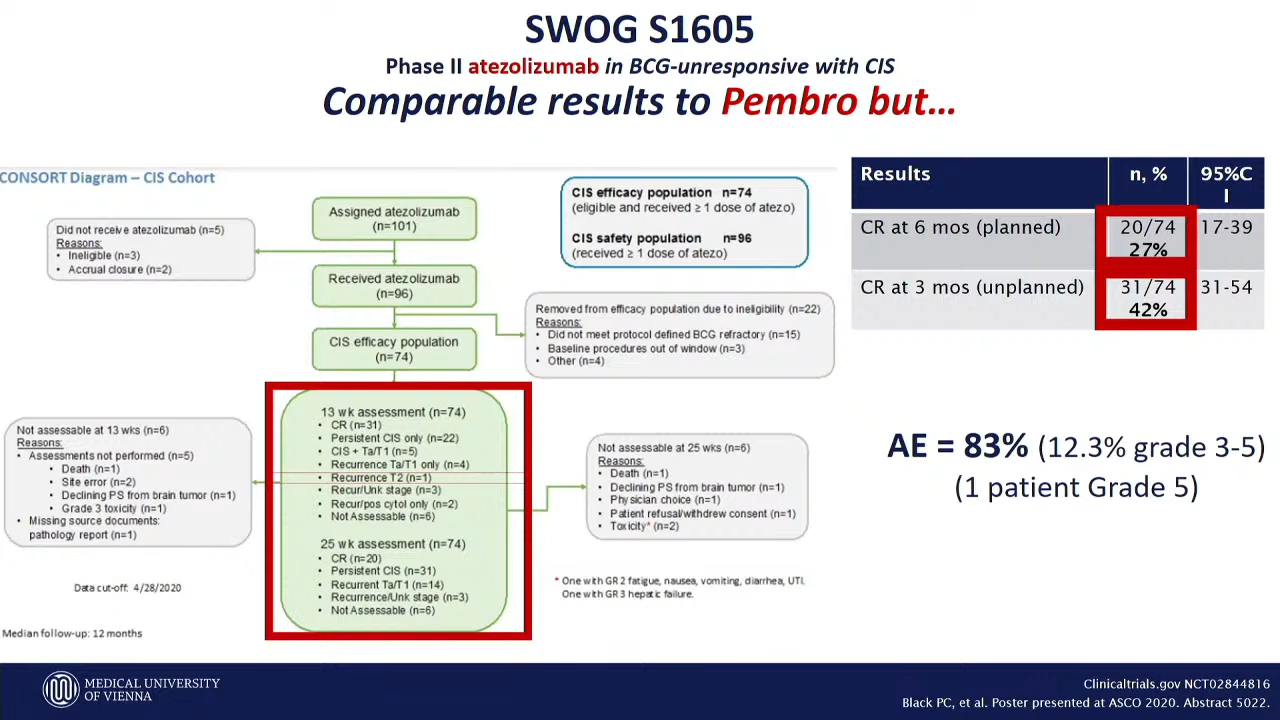 SWOG S1605
Phase II atezolizumab in BCG-unresponsive with CIS
Comparable results to Pembro but...
CONSORT Diagram – CIS Cohort
Assigned atezolizumab
(n=101)
Did not receive atezolizumab (n=5)
Reasons:
• Ineligible (n=3)
• Accrual closure (n=2)
Received atezolizumab
(n=96)
CIS efficacy population n=74
(eligible and received ≥ 1 dose of atezo)
CIS safety population n=96
(received ≥ 1 dose of atezo)
Removed from efficacy population due to ineligibility (n=22)
Reasons:
• Did not meet protocol defined BCG refractory (n=15)
• Baseline procedures out of window (n=3)
• Other (n=4)
CIS efficacy population
(n=74)
13 wk assessment (n=74)
• CR (n=31)
• Persistent CIS only (n=22)
• CIS + Ta/T1 (n=5)
• Recurrence Ta/T1 only (n=4)
• Recurrence T2 (n=1)
• Recur/Unk stage (n=3)
• Recur/pos cytol only (n=2)
• Not Assessable (n=6)
25 wk assessment (n=74)
• CR (n=20)
• Persistent CIS (n=31)
• Recurrent Ta/T1 (n=14)
• Recurrence/Unk stage (n=3)
• Not Assessable (n=6)
Not assessable at 13 wks (n=6)
Reasons:
• Assessments not performed (n=5)
• Death (n=1)
• Site error (n=2)
• Declining PS from brain tumor (n=1)
• Grade 3 toxicity (n=1)
• Missing source documents:
pathology report (n=1)
Not assessable at 25 wks (n=6)
Reasons:
• Death (n=1)
• Declining PS from brain tumor (n=1)
• Physician choice (n=1)
• Patient refusal/withdrew consent (n=1)
• Toxicity* (n=2)
Data cut-off: 4/28/2020
* One with GR 2 fatigue, nausea, vomiting, diarrhea, UTI.
One with GR 3 hepatic failure.
Median follow-up: 12 months
Results n, % 95%C
I
CR at 6 mos (planned) 20/74 17-39
27%
CR at 3 mos (unplanned) 31/74 31-54
42%
AE = 83% (12.3% grade 3-5)
(1 patient Grade 5)
MEDICAL UNIVERSITY
OF VIENNA
Clinicaltrials.gov NCT02844816
Black PC, et al. Poster presented at ASCO 2020. Abstract 5022.